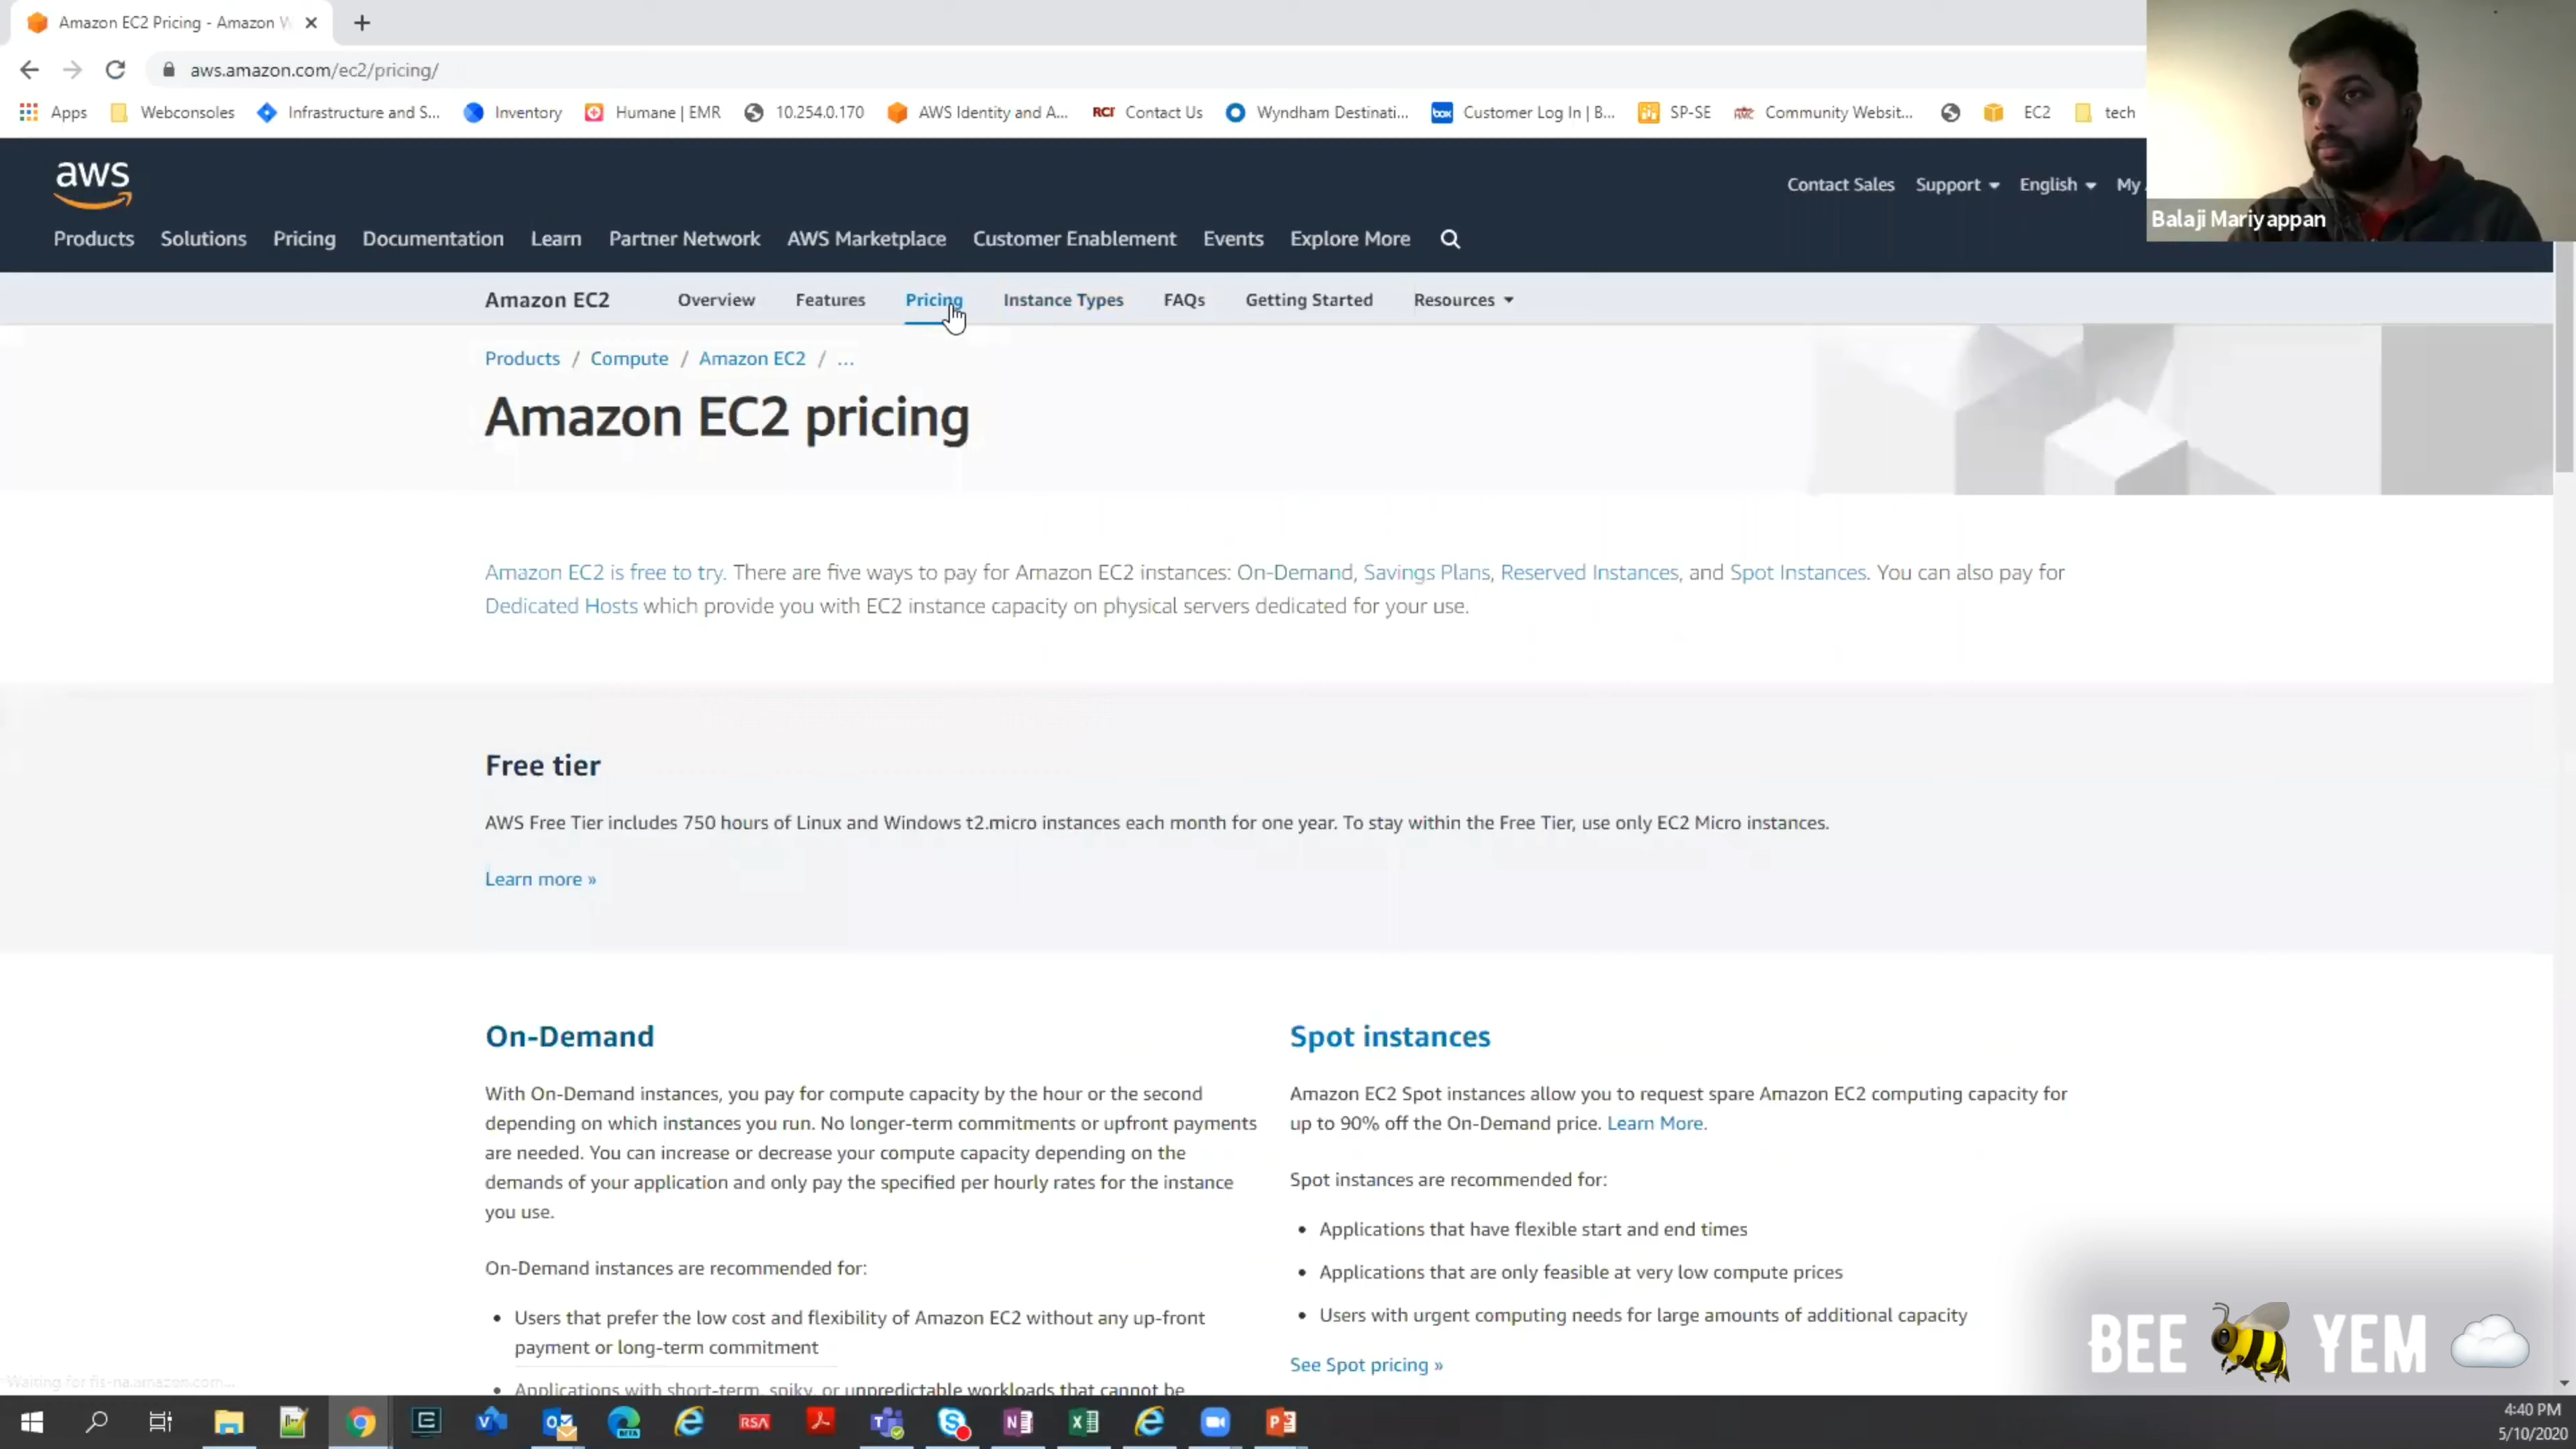 Amazon EC2 Pricing - Amazon W
aws.amazon.com/ec2/pricing/
Apps Webconsoles Infrastructure and S... Inventory Humane | EMR 10.254.0.170 AWS Identity and A... RCI Contact Us Wyndham Destinati... box Customer Log In | B... SP-SE Community Websit... EC2 tech
aws
Contact Sales Support English My
Balaji Mariyappan
Products Solutions Pricing Documentation Learn Partner Network AWS Marketplace Customer Enablement Events Explore More
Amazon EC2 Overview Features Pricing Instance Types FAQs Getting Started Resources
Products / Compute / Amazon EC2 / ...
Amazon EC2 pricing
Amazon EC2 is free to try. There are five ways to pay for Amazon EC2 instances: On-Demand, Savings Plans, Reserved Instances, and Spot Instances. You can also pay for
Dedicated Hosts which provide you with EC2 instance capacity on physical servers dedicated for your use.
Free tier
AWS Free Tier includes 750 hours of Linux and Windows t2.micro instances each month for one year. To stay within the Free Tier, use only EC2 Micro instances.
Learn more »
On-Demand
With On-Demand instances, you pay for compute capacity by the hour or the second
depending on which instances you run. No longer-term commitments or upfront payments
are needed. You can increase or decrease your compute capacity depending on the
demands of your application and only pay the specified per hourly rates for the instance
you use.
On-Demand instances are recommended for:
• Users that prefer the low cost and flexibility of Amazon EC2 without any up-front
payment or long-term commitment
• Applications with short-term, spiky, or unpredictable workloads that cannot be
Spot instances
Amazon EC2 Spot instances allow you to request spare Amazon EC2 computing capacity for
up to 90% off the On-Demand price. Learn More.
Spot instances are recommended for:
• Applications that have flexible start and end times
• Applications that are only feasible at very low compute prices
• Users with urgent computing needs for large amounts of additional capacity
See Spot pricing »
BEE YEM
Waiting for fls-na.amazon.com...
RSA
4:40 PM
5/10/2020